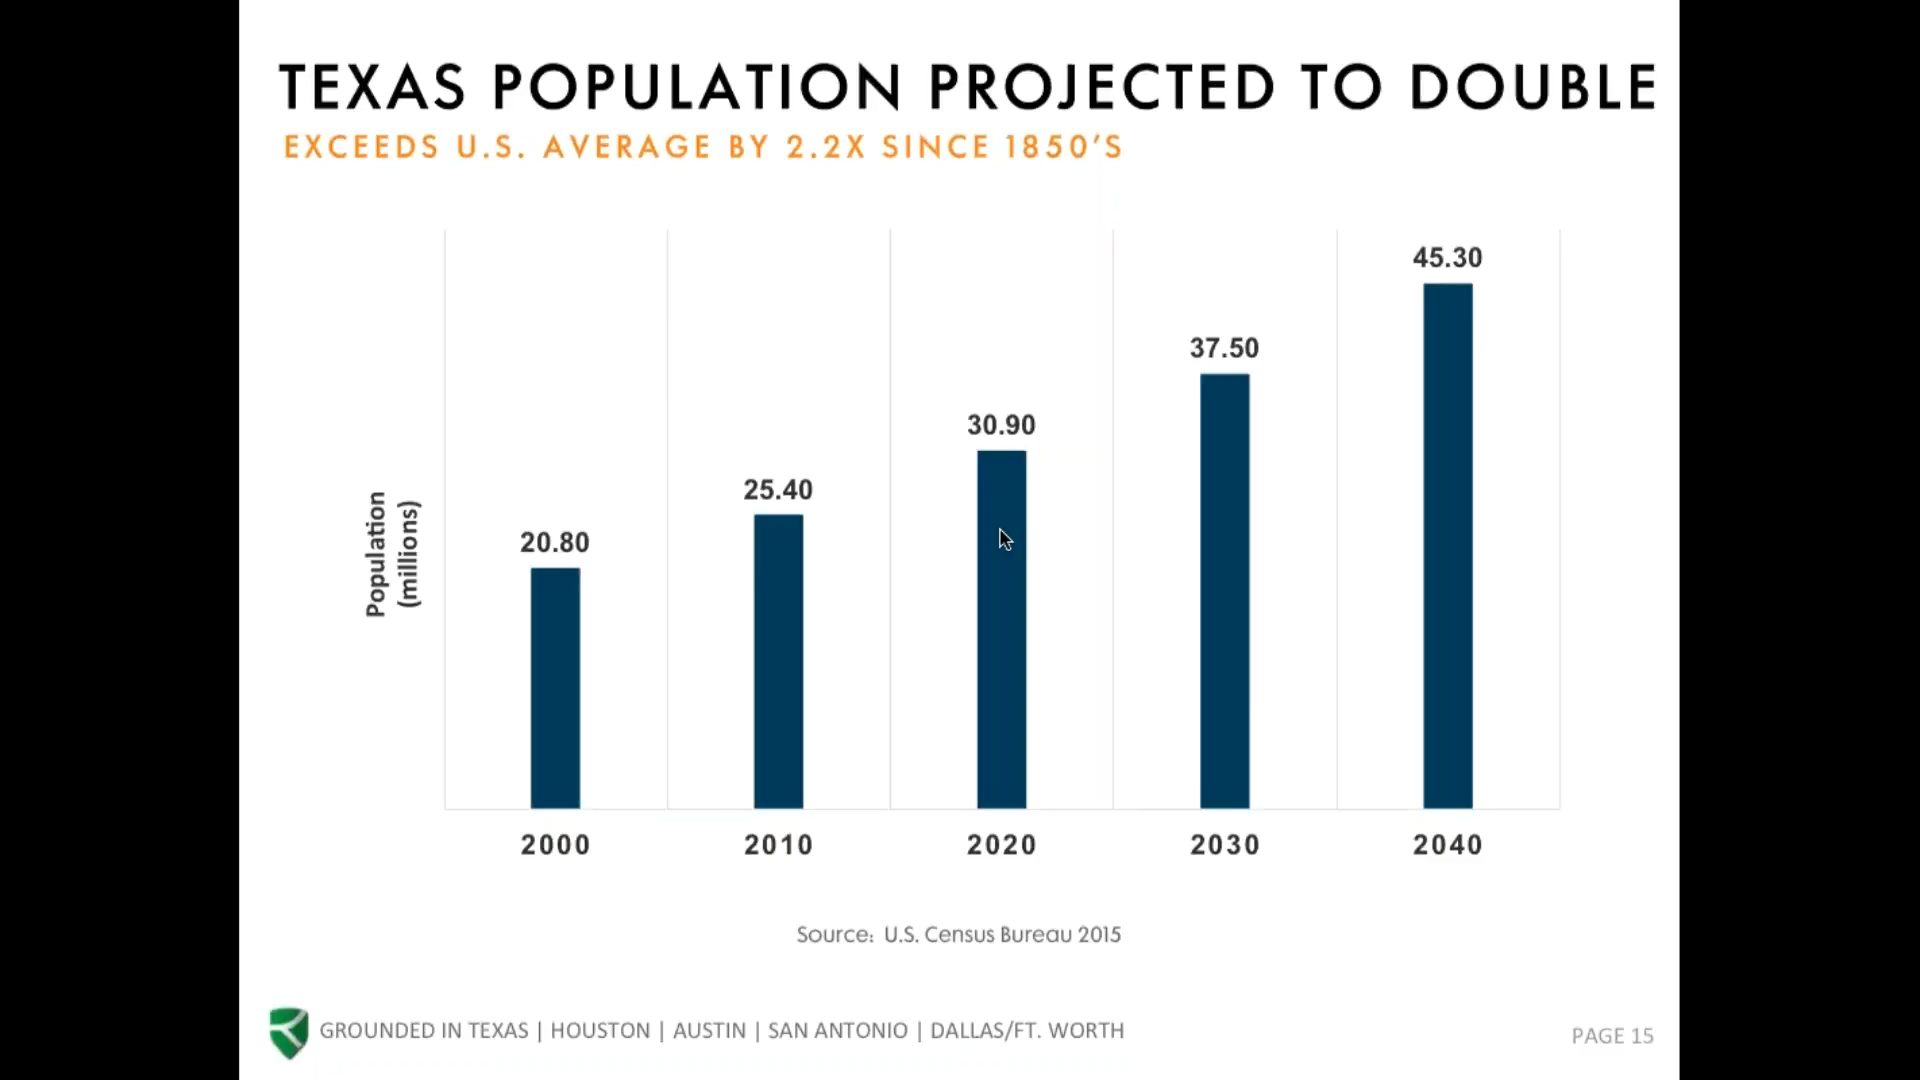 TEXAS POPULATION PROJECTED TO DOUBLE
EXCEEDS U.S. AVERAGE BY 2.2X SINCE 1850'S
45.30
37.50
30.90
25.40
20.80
Population
(millions)
2000 2010 2020 2030 2040
Source: U.S. Census Bureau 2015
GROUNDED IN TEXAS | HOUSTON | AUSTIN | SAN ANTONIO | DALLAS/FT. WORTH
PAGE 15